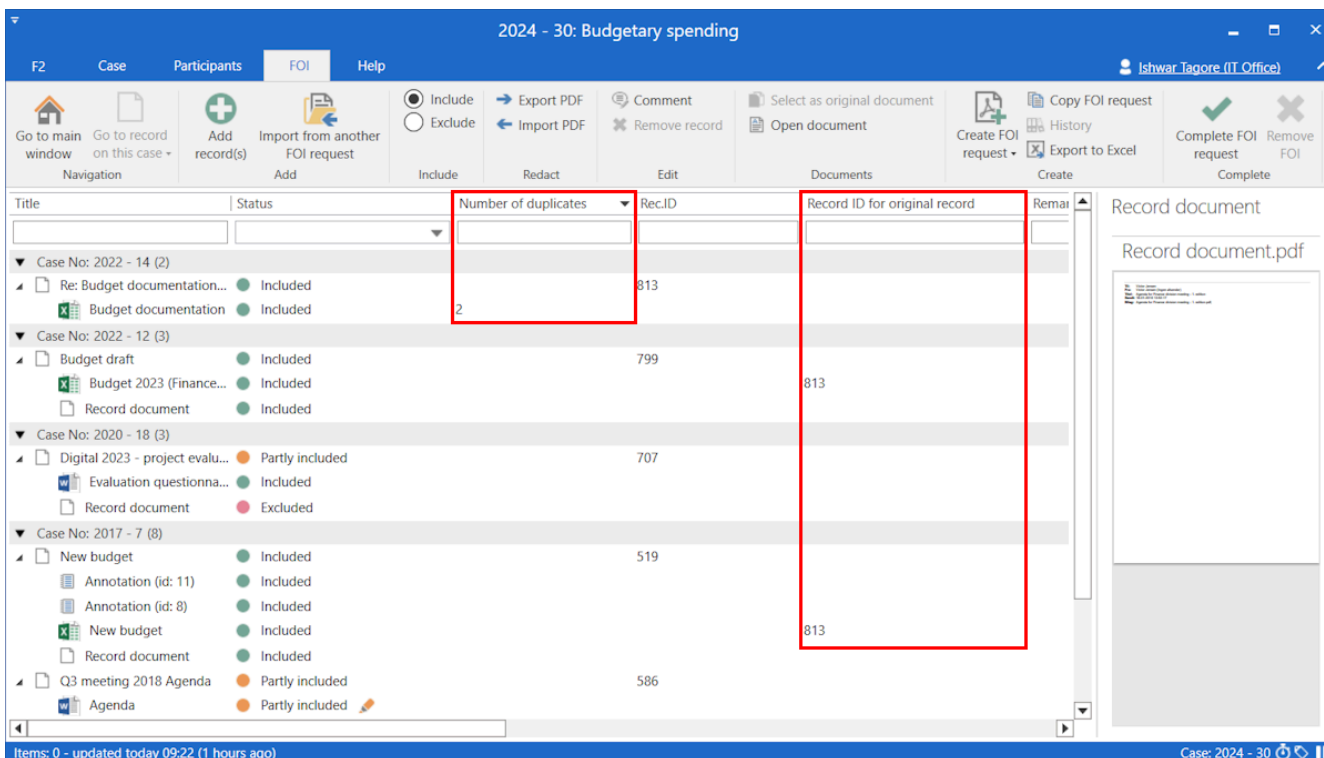 2024 - 30: Budgetary spending
F2 Case Participants FOI Help Ishwar Tagore (IT Office)
Go to main window
Go to record on this case
Navigation
Add record(s)
Import from another FOI request
Add
Include
Exclude
Include
Export PDF
Import PDF
Redact
Comment
Remove record
Edit
Select as original document
Open document
Documents
Create FOI request
Copy FOI request
History
Export to Excel
Create
Complete FOI request
Remove FOI
Complete
Title Status Number of duplicates Rec.ID Record ID for original record Remar
Case No: 2022 - 14 (2)
Re: Budget documentation... Included 813
Budget documentation Included 2
Case No: 2022 - 12 (3)
Budget draft Included 799
Budget 2023 (Finance... Included 813
Record document Included
Case No: 2020 - 18 (3)
Digital 2023 - project evalu... Partly included 707
Evaluation questionna... Included
Record document Excluded
Case No: 2017 - 7 (8)
New budget Included 519
Annotation (id: 11) Included
Annotation (id: 8) Included
New budget Included 813
Record document Included
Q3 meeting 2018 Agenda Partly included 586
Agenda Partly included
Record document
Record document.pdf
Items: 0 - updated today 09:22 (1 hours ago) Case: 2024 - 30